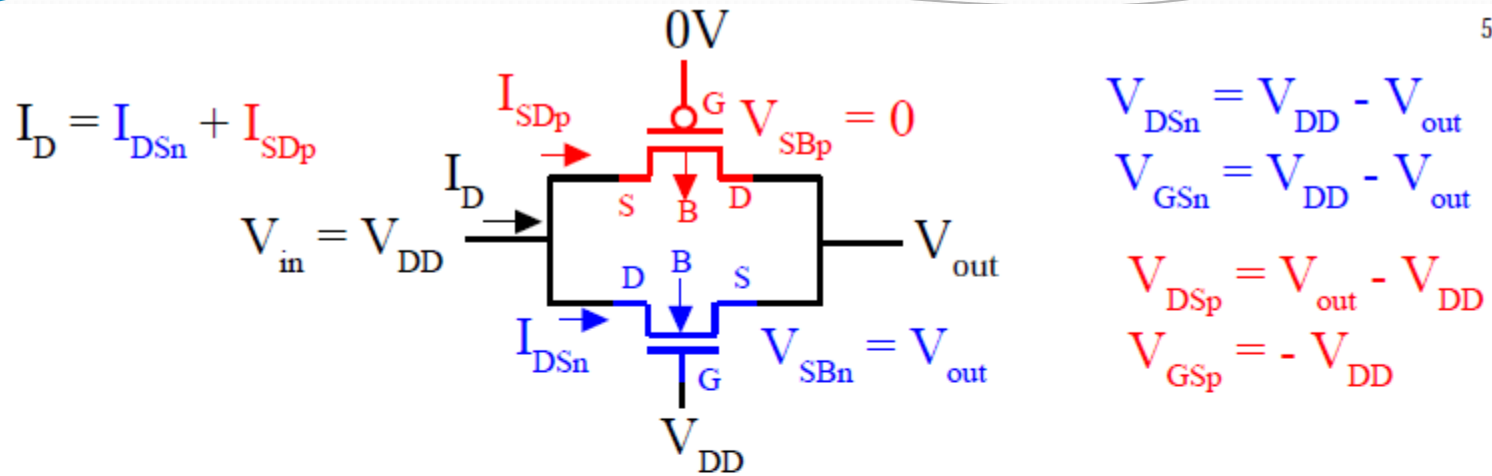 5
0V
I_D = I_DSn + I_SDp
I_SDp
G
V_SBp = 0
I_D
S
B
D
V_in = V_DD
V_out
D
B
S
I_DSn
G
V_SBn = V_out
V_DD
V_DSn = V_DD - V_out
V_GSn = V_DD - V_out
V_DSp = V_out - V_DD
V_GSp = - V_DD